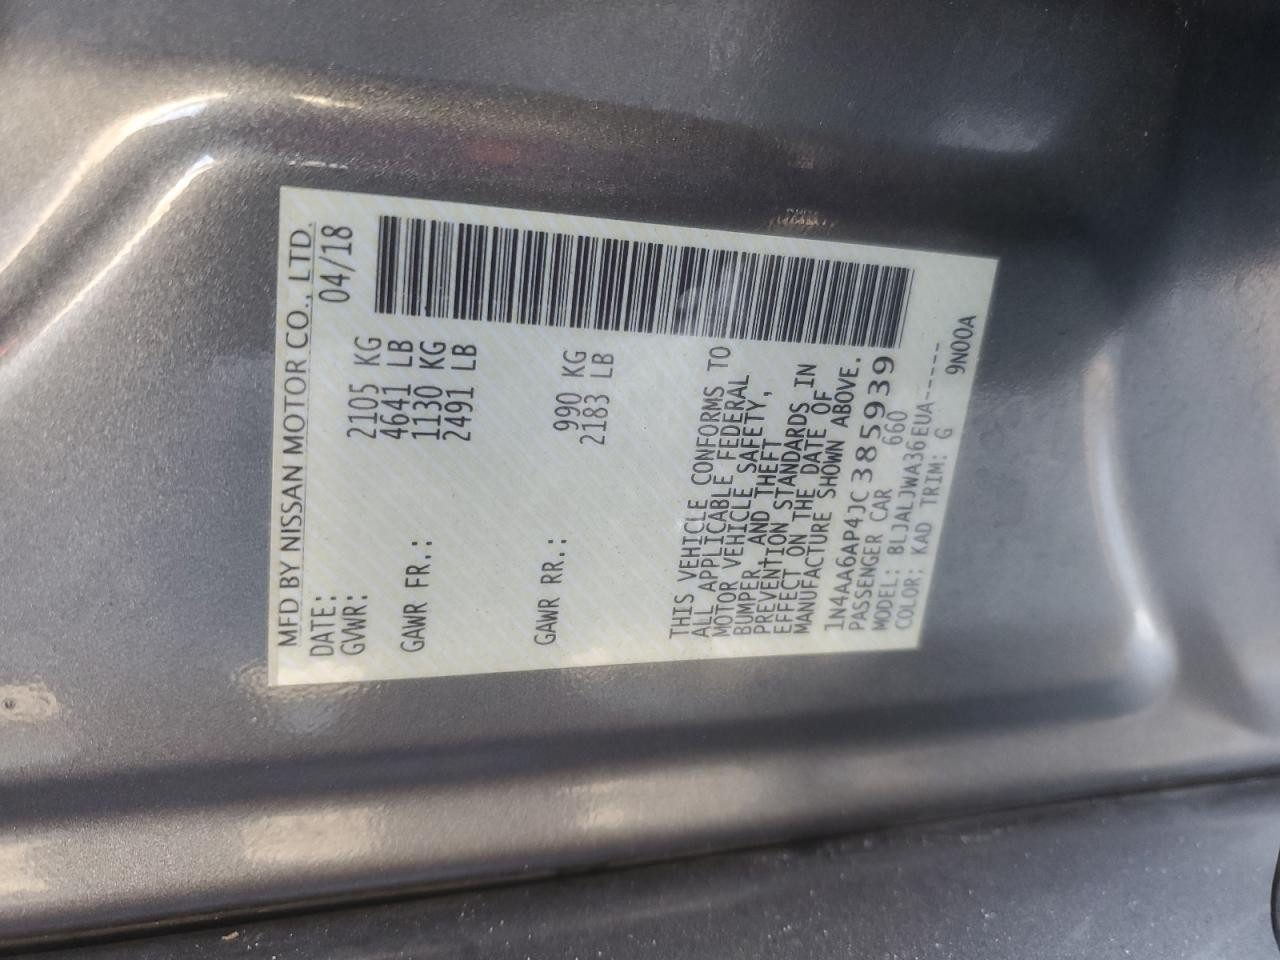 MFD BY NISSAN MOTOR CO., LTD.
DATE: 04/18
GVWR: 2105 KG
4641 LB
GAWR FR.: 1130 KG
2491 LB
GAWR RR.: 990 KG
2183 LB
THIS VEHICLE CONFORMS TO
ALL APPLICABLE FEDERAL
MOTOR VEHICLE SAFETY,
BUMPER, AND THEFT
PREVENTION STANDARDS IN
EFFECT ON THE DATE OF
MANUFACTURE SHOWN ABOVE.
1N4AA6AP4JC385939
PASSENGER CAR 660
MODEL: BLJALJWA36EUA-----
COLOR: KAD TRIM: G 9N00A